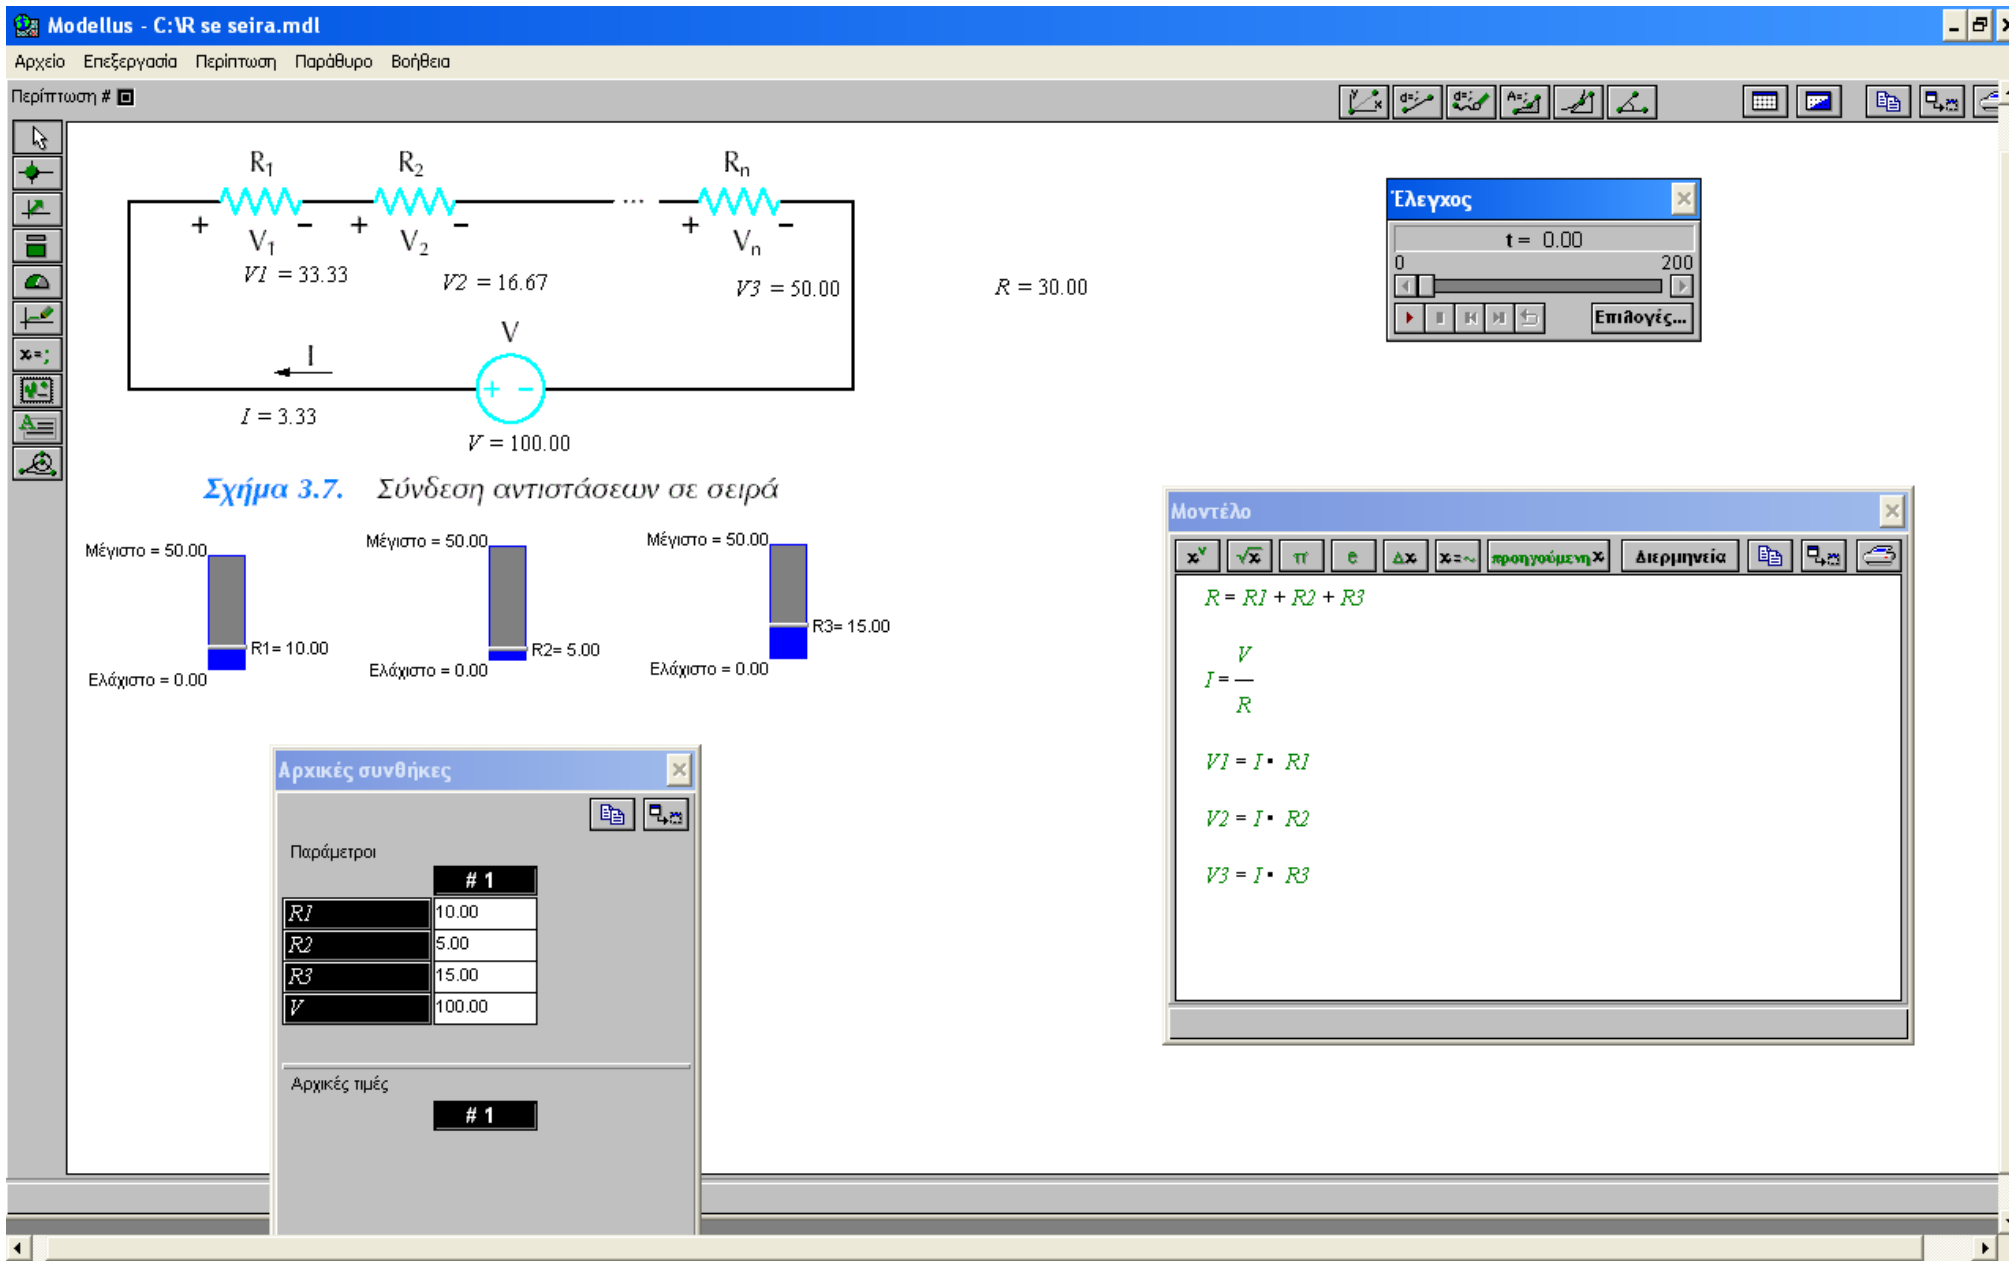 Modellus - C:\R se seira.mdl
Αρχείο Επεξεργασία Περίπτωση Παράθυρο Βοήθεια
Περίπτωση #
R1 R2 ... Rn
+ − + − + −
V1 V2 Vn
V1 = 33.33 V2 = 16.67 V3 = 50.00 R = 30.00
V
I
+ −
I = 3.33
V = 100.00
Σχήμα 3.7. Σύνδεση αντιστάσεων σε σειρά
Μέγιστο = 50.00 Μέγιστο = 50.00 Μέγιστο = 50.00
R1= 10.00 R2= 5.00 R3= 15.00
Ελάχιστο = 0.00 Ελάχιστο = 0.00 Ελάχιστο = 0.00
x=;
Έλεγχος
t = 0.00
0 200
Επιλογές...
Μοντέλο
x^y √x π e Δx x=~ προηγούμενη x Διερμηνεία
R = R1 + R2 + R3
V
I = —
R
V1 = I · R1
V2 = I · R2
V3 = I · R3
Αρχικές συνθήκες
Παράμετροι
# 1
R1 10.00
R2 5.00
R3 15.00
V 100.00
Αρχικές τιμές
# 1